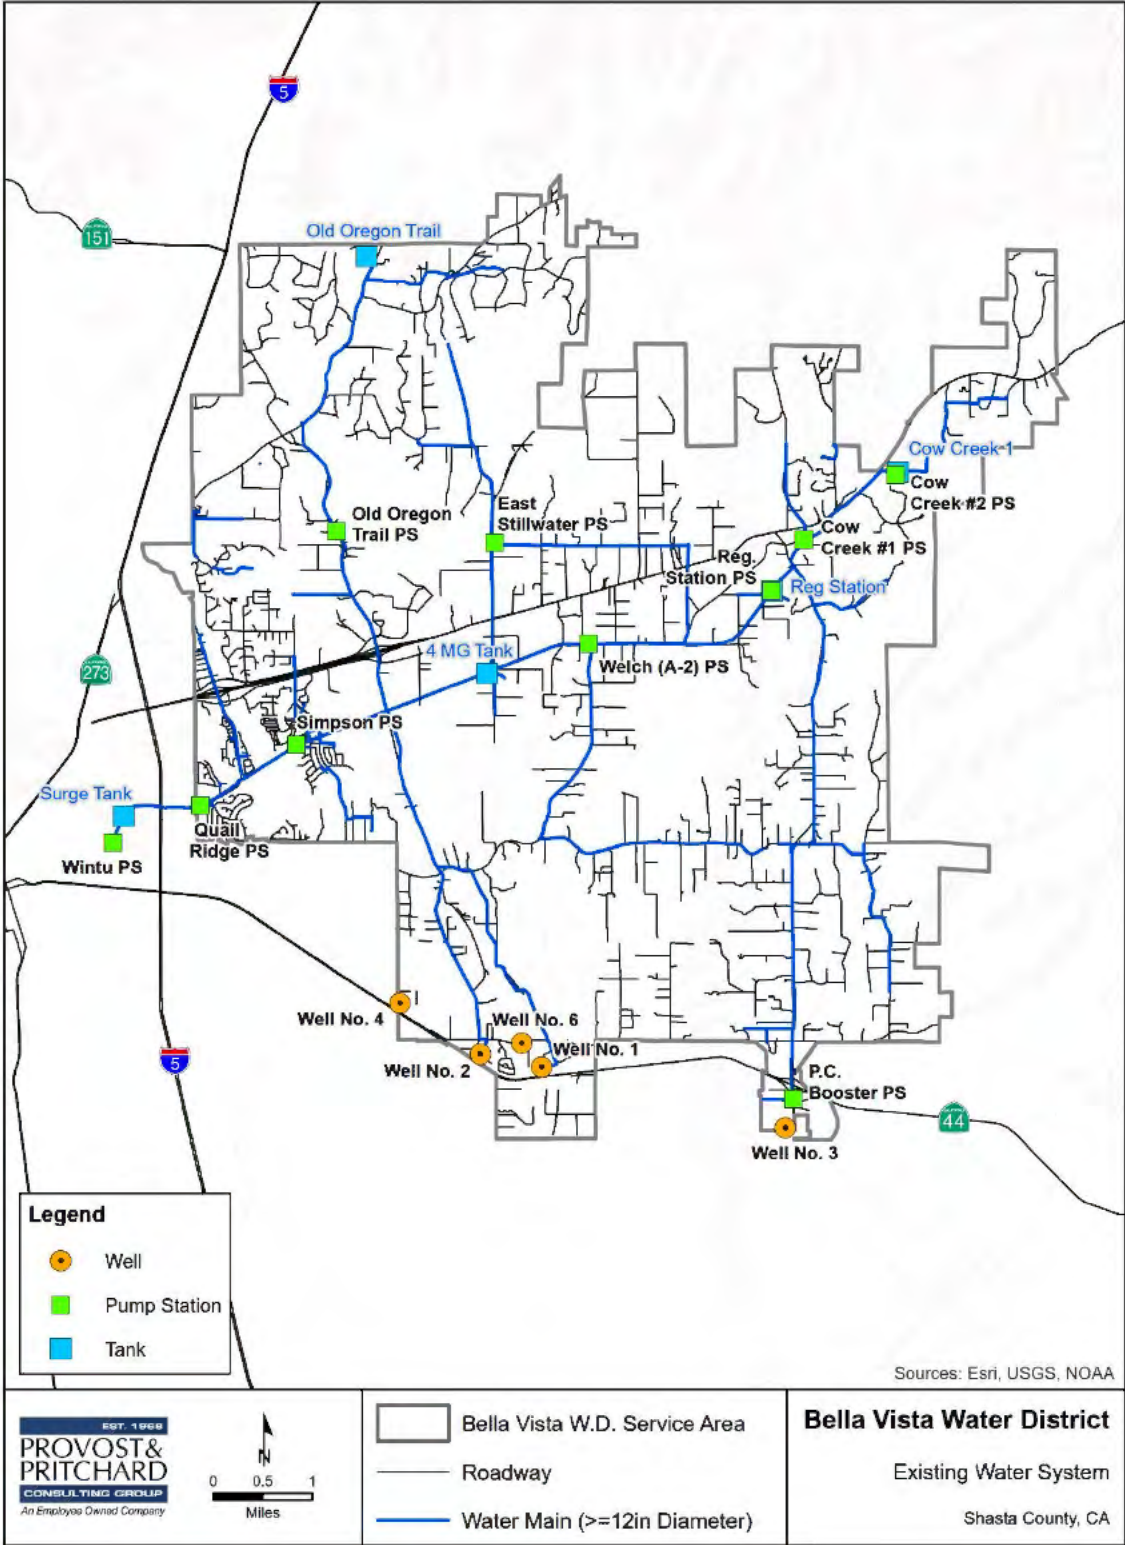 5
151
Old Oregon Trail
Cow Creek 1
Cow
Creek #2 PS
East
Stillwater PS
Old Oregon
Trail PS
Cow
Creek #1 PS
Reg.
Station PS
Reg Station
4 MG Tank
Welch (A-2) PS
273
Simpson PS
Surge Tank
Quail
Ridge PS
Wintu PS
Well No. 4
Well No. 6
Well No. 1
Well No. 2
5
P.C.
Booster PS
44
Well No. 3
Legend
Well
Pump Station
Tank
Sources: Esri, USGS, NOAA
EST. 1968
PROVOST&
PRITCHARD
CONSULTING GROUP
An Employee Owned Company
N
0 0.5 1
Miles
Bella Vista W.D. Service Area
Roadway
Water Main (>=12in Diameter)
Bella Vista Water District
Existing Water System
Shasta County, CA